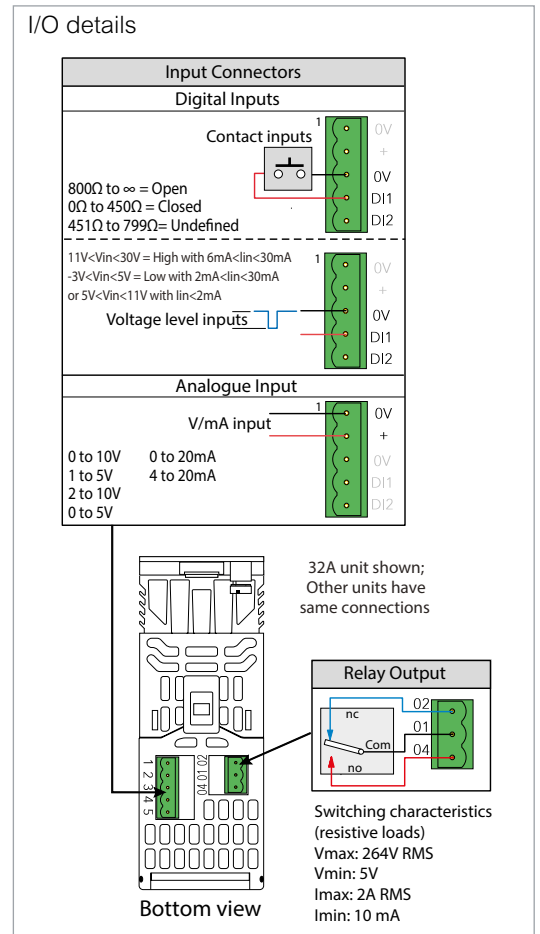 I/O details
Input Connectors
Digital Inputs
Contact inputs
1
0V
+
0V
DI1
DI2
800Ω to ∞ = Open
0Ω to 450Ω = Closed
451Ω to 799Ω= Undefined
11V<Vin<30V = High with 6mA<Iin<30mA
-3V<Vin<5V = Low with 2mA<Iin<30mA
or 5V<Vin<11V with Iin<2mA
Voltage level inputs
1
0V
+
0V
DI1
DI2
Analogue Input
V/mA input
1
0V
+
0V
DI1
DI2
0 to 10V 0 to 20mA
1 to 5V 4 to 20mA
2 to 10V
0 to 5V
32A unit shown;
Other units have
same connections
Relay Output
nc
Com
no
02
01
04
1 2 3 4 5
04 01 02
Switching characteristics
(resistive loads)
Vmax: 264V RMS
Vmin: 5V
Imax: 2A RMS
Imin: 10 mA
Bottom view